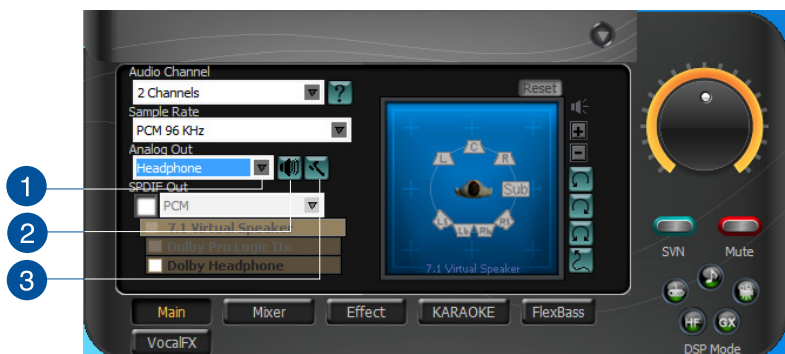 Audio Channel
2 Channels
?
Reset
Sample Rate
PCM 96 KHz
Analog Out
Headphone
1
SPDIF Out
PCM
2
7.1 Virtual Speaker
Dolby Pro Logic IIx
3
Dolby Headphone
L
C
R
Sub
Ls
Lb
Rb
Rs
7.1 Virtual Speaker
SVN
Mute
Main
Mixer
Effect
KARAOKE
FlexBass
HF
GX
VocalFX
DSP Mode